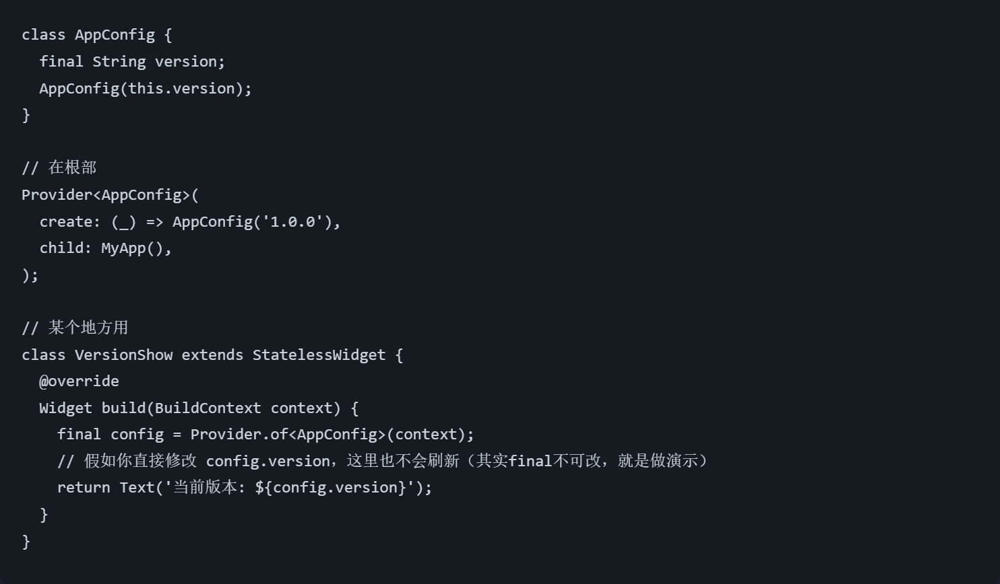 class AppConfig {
  final String version;
  AppConfig(this.version);
}

// 在根部
Provider<AppConfig>(
  create: (_) => AppConfig('1.0.0'),
  child: MyApp(),
);

// 某个地方用
class VersionShow extends StatelessWidget {
  @override
  Widget build(BuildContext context) {
    final config = Provider.of<AppConfig>(context);
    // 假如你直接修改 config.version，这里也不会刷新（其实final不可改，就是做演示）
    return Text('当前版本: ${config.version}');
  }
}